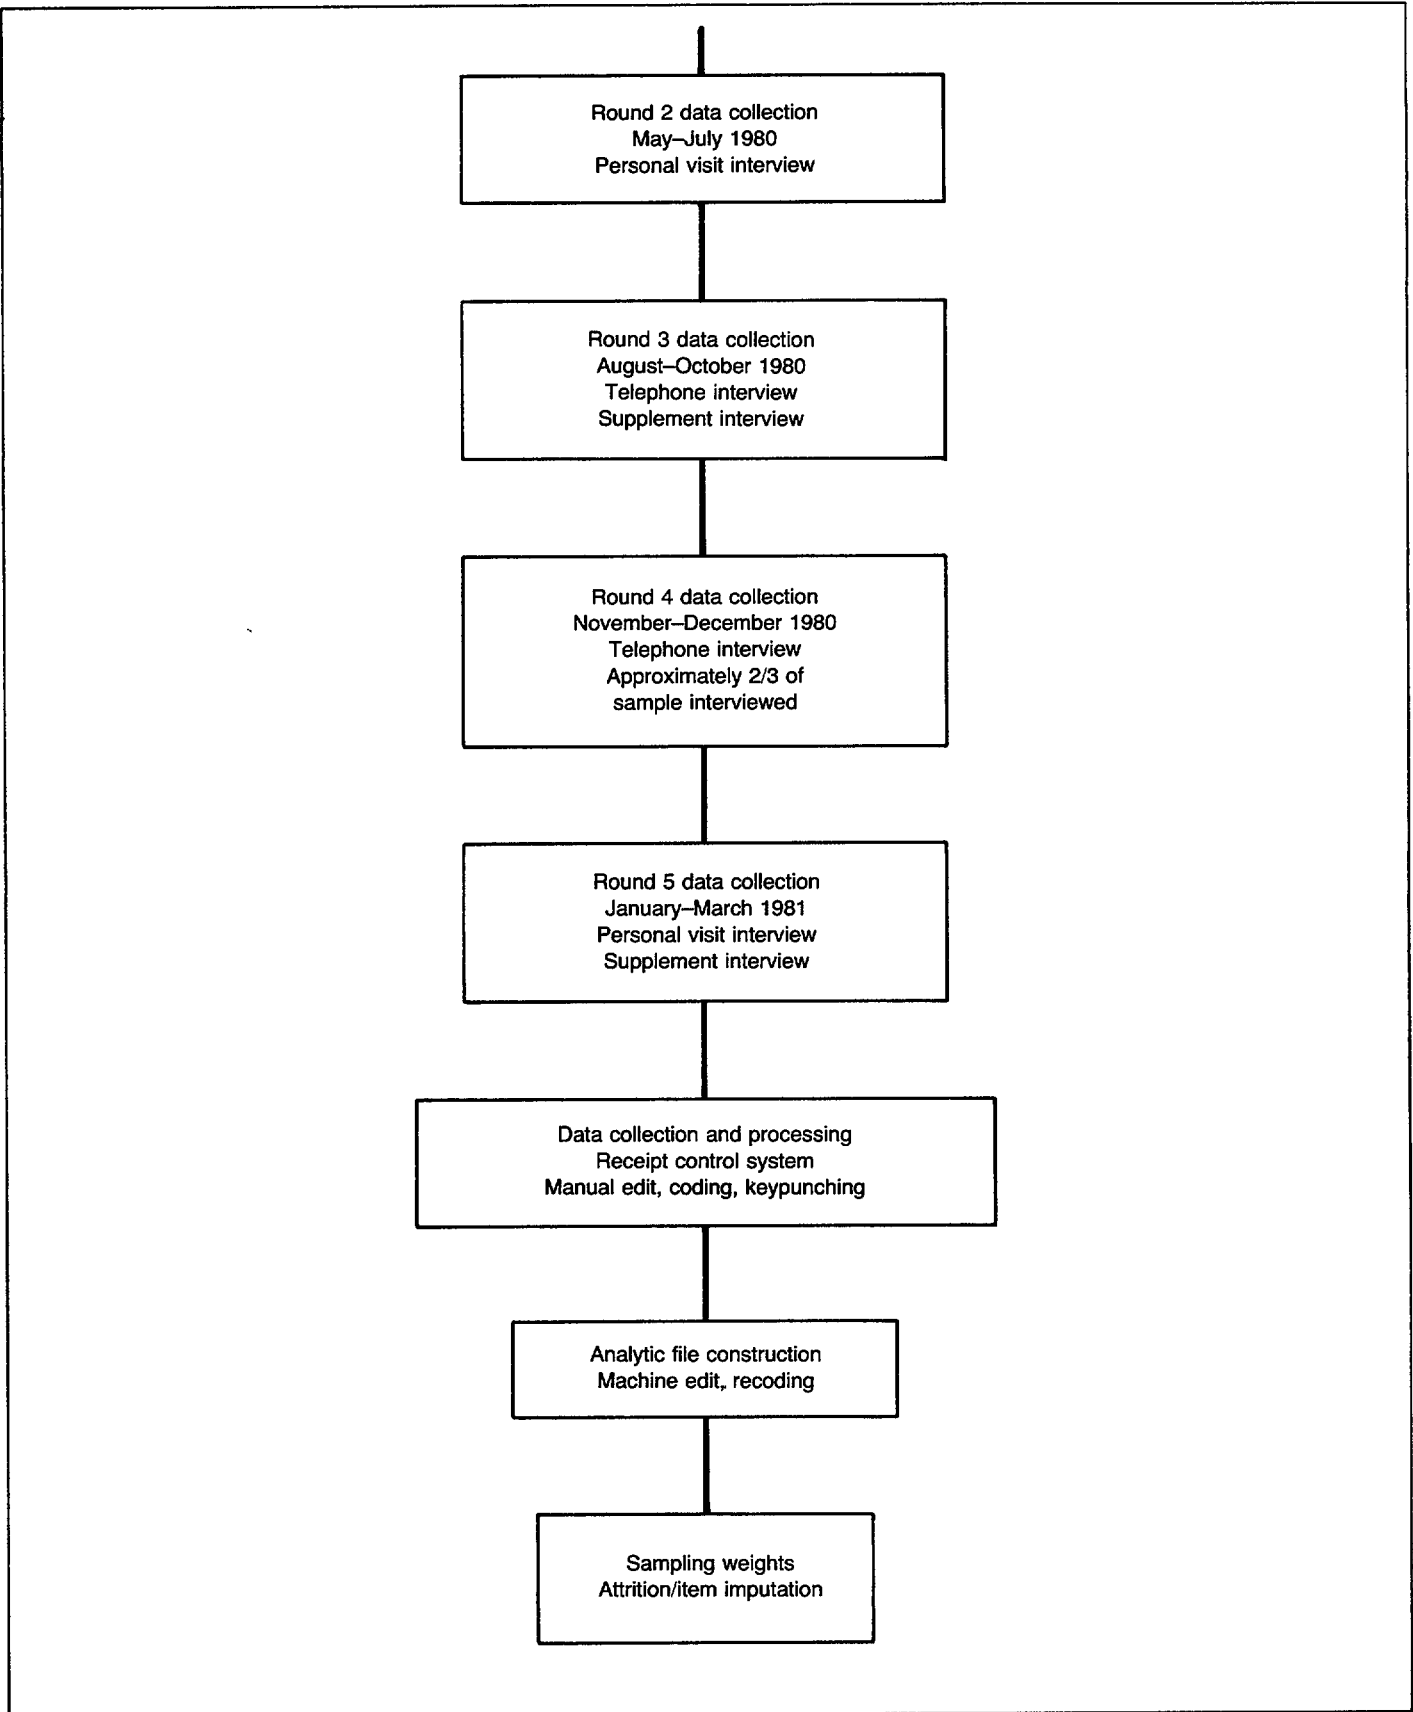 Round 2 data collection
May–July 1980
Personal visit interview
Round 3 data collection
August–October 1980
Telephone interview
Supplement interview
Round 4 data collection
November–December 1980
Telephone interview
Approximately 2/3 of
sample interviewed
Round 5 data collection
January–March 1981
Personal visit interview
Supplement interview
Data collection and processing
Receipt control system
Manual edit, coding, keypunching
Analytic file construction
Machine edit, recoding
Sampling weights
Attrition/item imputation